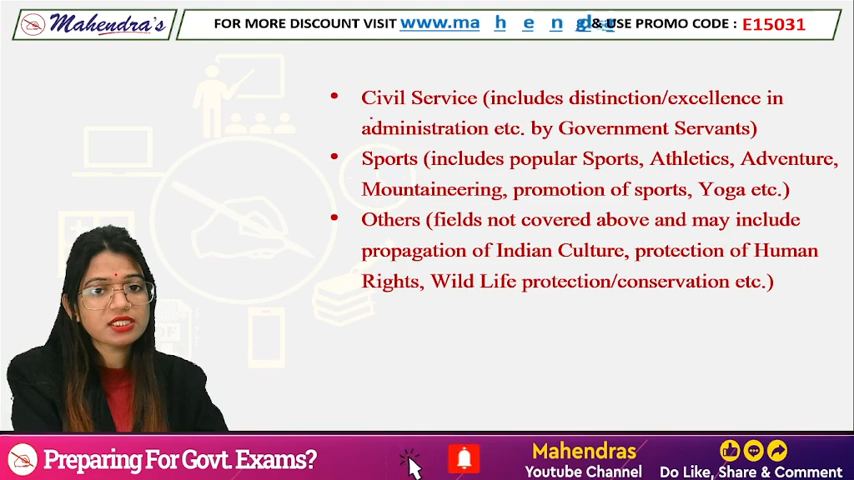 Mahendra's
FOR MORE DISCOUNT VISIT www.ma h e n & USE PROMO CODE : E15031
• Civil Service (includes distinction/excellence in
administration etc. by Government Servants)
• Sports (includes popular Sports, Athletics, Adventure,
Mountaineering, promotion of sports, Yoga etc.)
• Others (fields not covered above and may include
propagation of Indian Culture, protection of Human
Rights, Wild Life protection/conservation etc.)
Preparing For Govt. Exams?
Mahendras
Youtube Channel
Do Like, Share & Comment